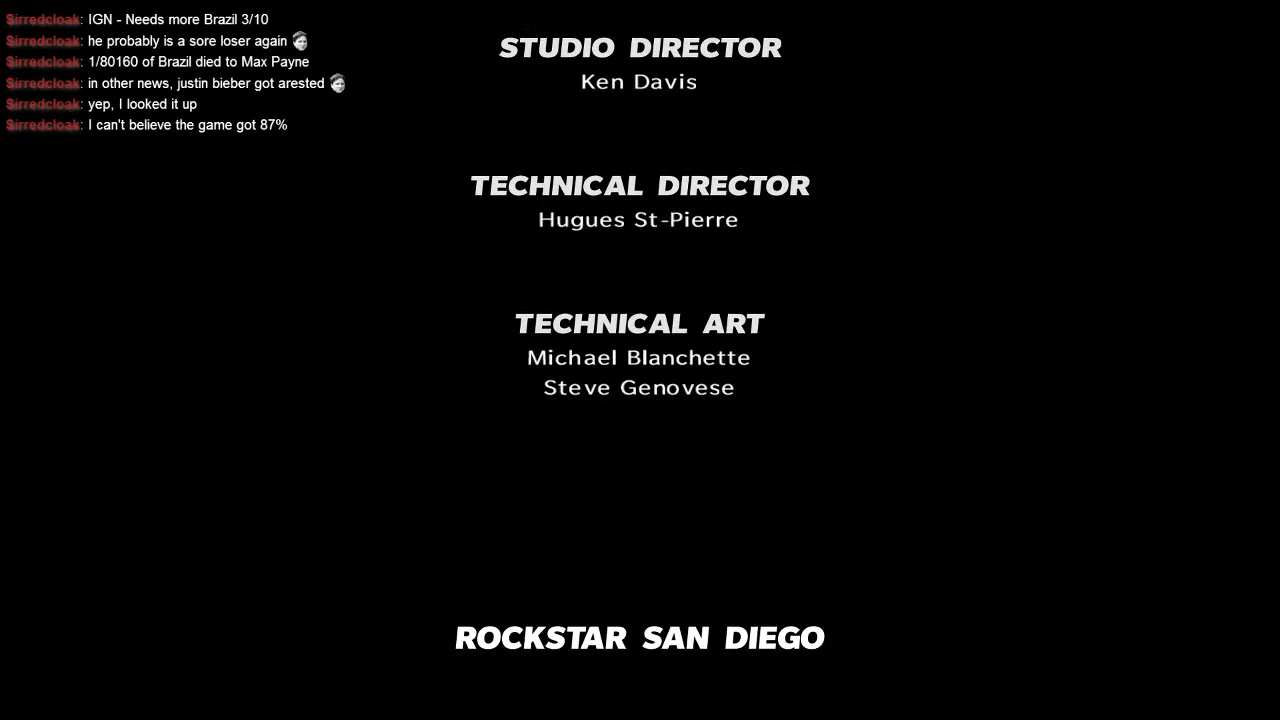 Sirredcloak: IGN - Needs more Brazil 3/10
Sirredcloak: he probably is a sore loser again
Sirredcloak: 1/80160 of Brazil died to Max Payne
Sirredcloak: in other news, justin bieber got arested
Sirredcloak: yep, I looked it up
Sirredcloak: I can't believe the game got 87%
STUDIO DIRECTOR
Ken Davis
TECHNICAL DIRECTOR
Hugues St-Pierre
TECHNICAL ART
Michael Blanchette
Steve Genovese
ROCKSTAR SAN DIEGO